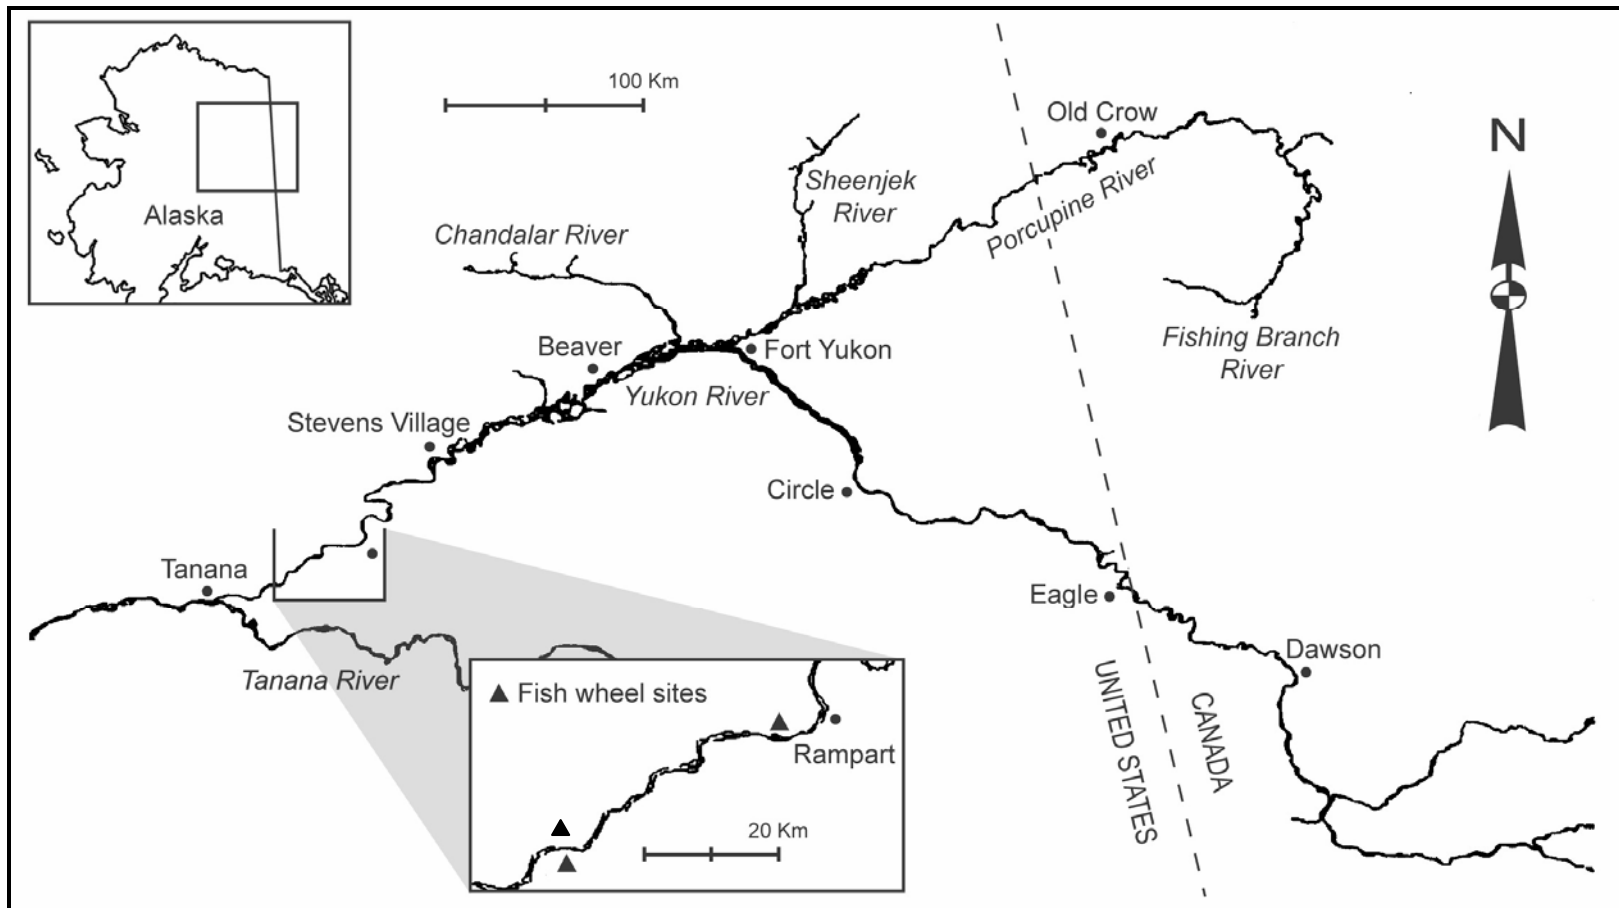 100 Km
Old Crow
N
Sheenjek
River
Porcupine River
Alaska
Chandalar River
Fishing Branch
River
Beaver
Fort Yukon
Yukon River
Stevens Village
Circle
Tanana
Eagle
Tanana River
Dawson
UNITED STATES
CANADA
Fish wheel sites
Rampart
20 Km